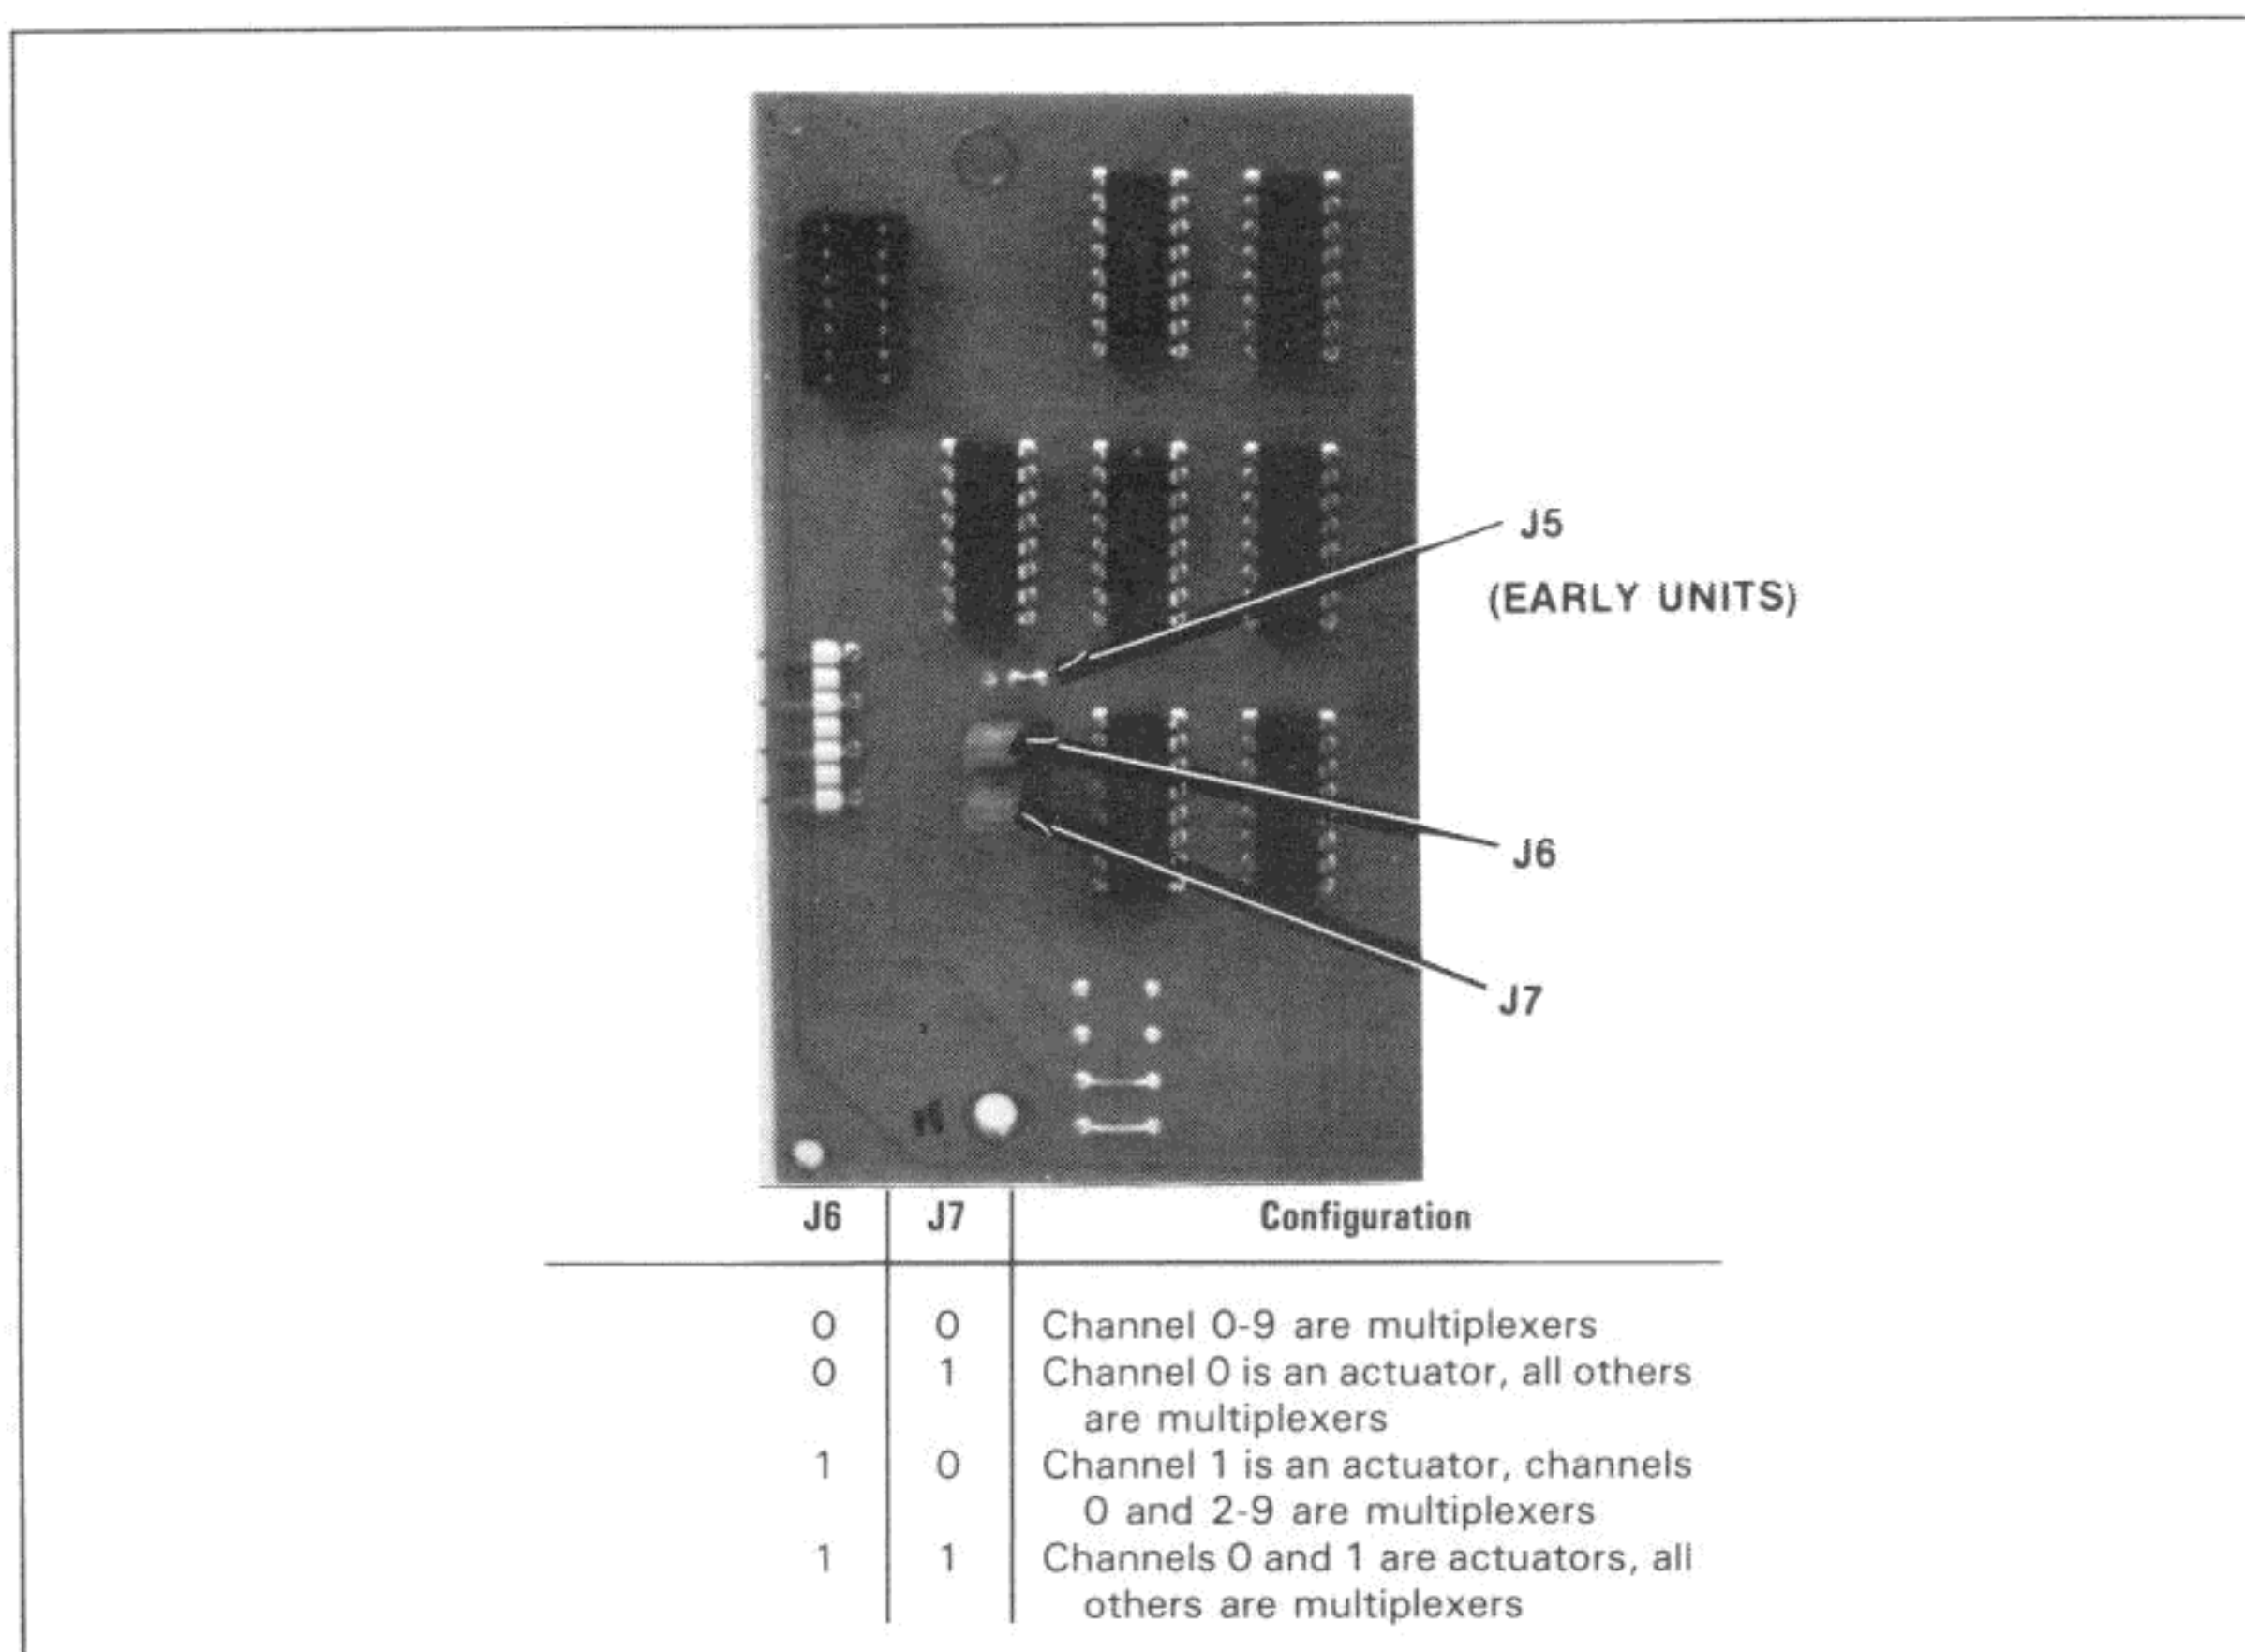 J5
(EARLY UNITS)
J6
J7
J6 J7 Configuration
0 0 Channel 0-9 are multiplexers
0 1 Channel 0 is an actuator, all others
are multiplexers
1 0 Channel 1 is an actuator, channels
0 and 2-9 are multiplexers
1 1 Channels 0 and 1 are actuators, all
others are multiplexers